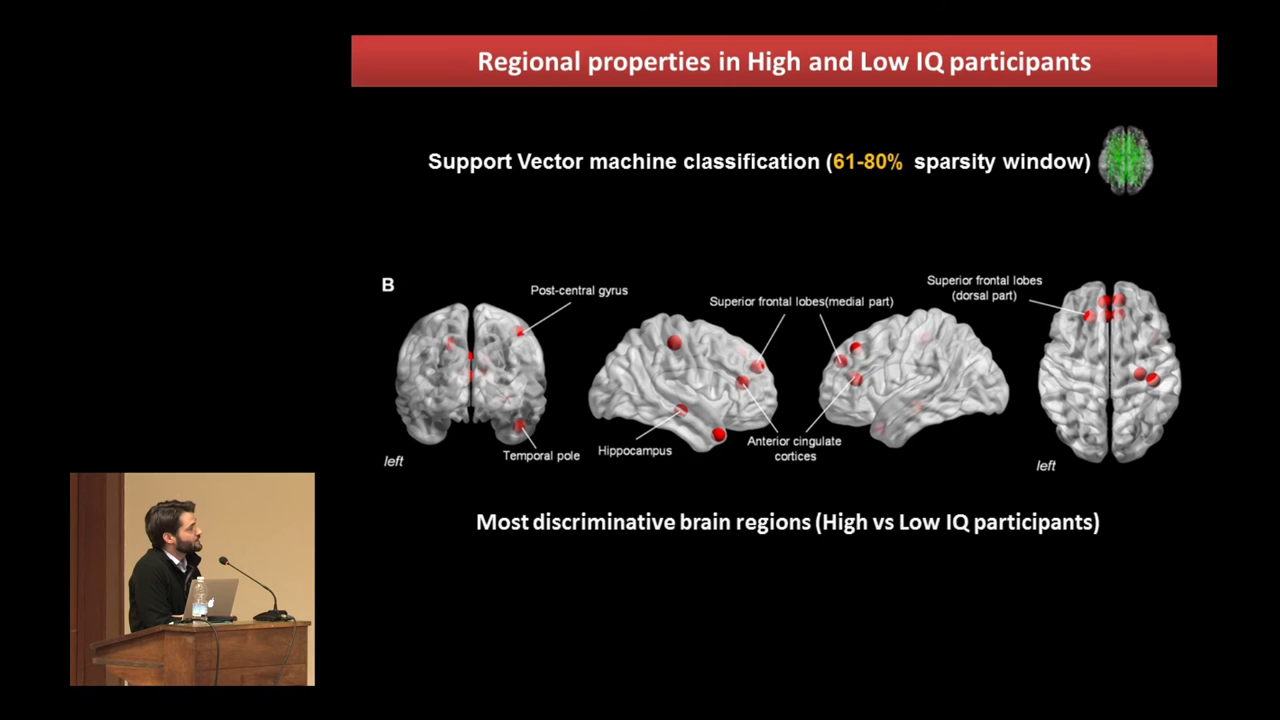 Regional properties in High and Low IQ participants
Support Vector machine classification (61-80% sparsity window)
B
Post-central gyrus
Superior frontal lobes(medial part)
Superior frontal lobes
(dorsal part)
left
Temporal pole
Hippocampus
Anterior cingulate
cortices
left
Most discriminative brain regions (High vs Low IQ participants)